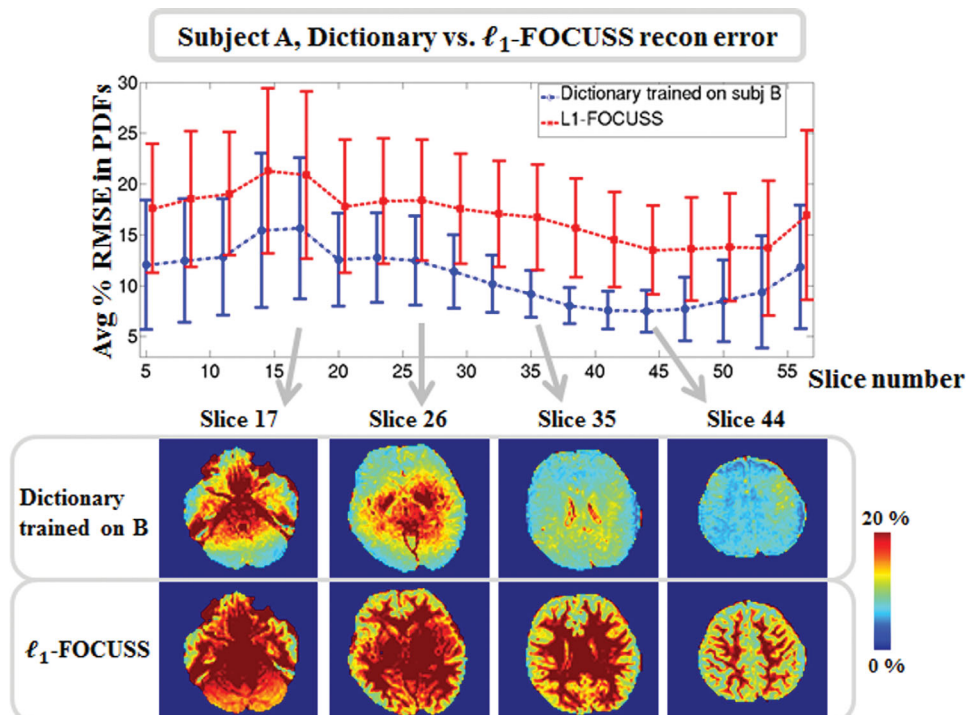 Subject A, Dictionary vs. ℓ₁-FOCUSS recon error
Avg % RMSE in PDFs
30
25
20
15
10
5
Dictionary trained on subj B
L1-FOCUSS
5 10 15 20 25 30 35 40 45 50 55
Slice number
Slice 17 Slice 26 Slice 35 Slice 44
Dictionary
trained on B
ℓ₁-FOCUSS
20 %
0 %